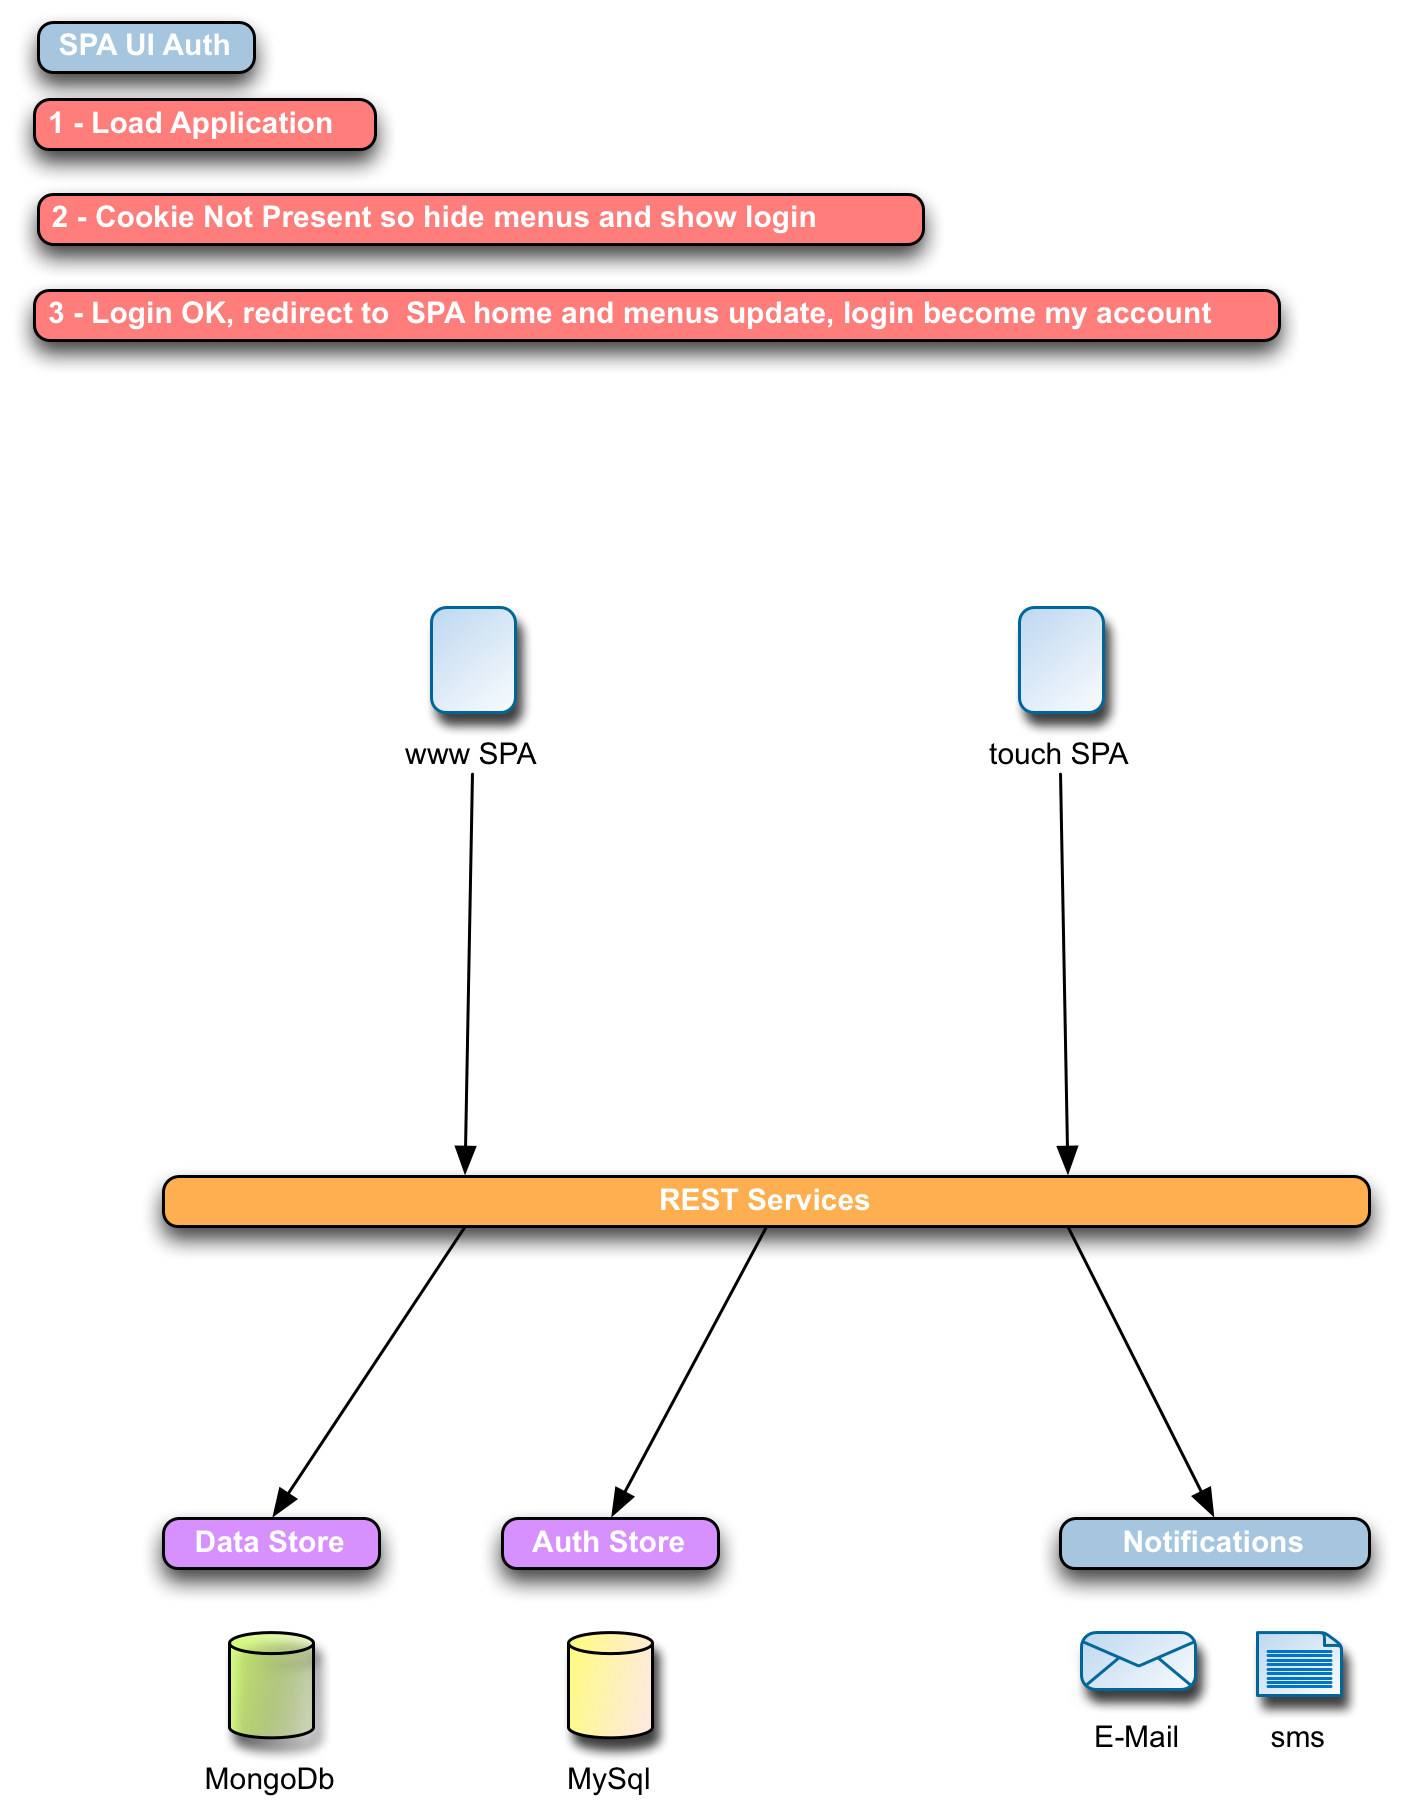 SPA UI Auth
1 - Load Application
2 - Cookie Not Present so hide menus and show login
3 - Login OK, redirect to  SPA home and menus update, login become my account
www SPA
touch SPA
REST Services
Data Store
Auth Store
Notifications
E-Mail
sms
MongoDb
MySql